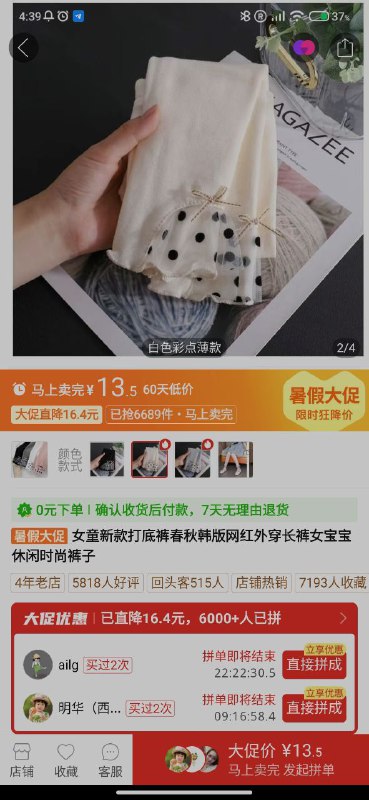 4:39
37%
AGAZEE
白色彩点薄款
2/4
马上卖完 ¥13.5 60天低价
大促直降16.4元
已抢6689件·马上卖完
暑假大促
限时狂降价
颜色
款式
0元下单 | 确认收货后付款，7天无理由退货
暑假大促 女童新款打底裤春秋韩版网红外穿长裤女宝宝
休闲时尚裤子
4年老店 5818人好评 回头客515人 店铺热销 7193人收藏
大促优惠 | 已直降16.4元，6000+人已拼
ailg 买过2次
拼单即将结束
22:22:30.5
立享优惠
直接拼成
明华（西... 买过2次
拼单即将结束
09:16:58.4
立享优惠
直接拼成
店铺
收藏
客服
大促价 ¥13.5
马上卖完 发起拼单